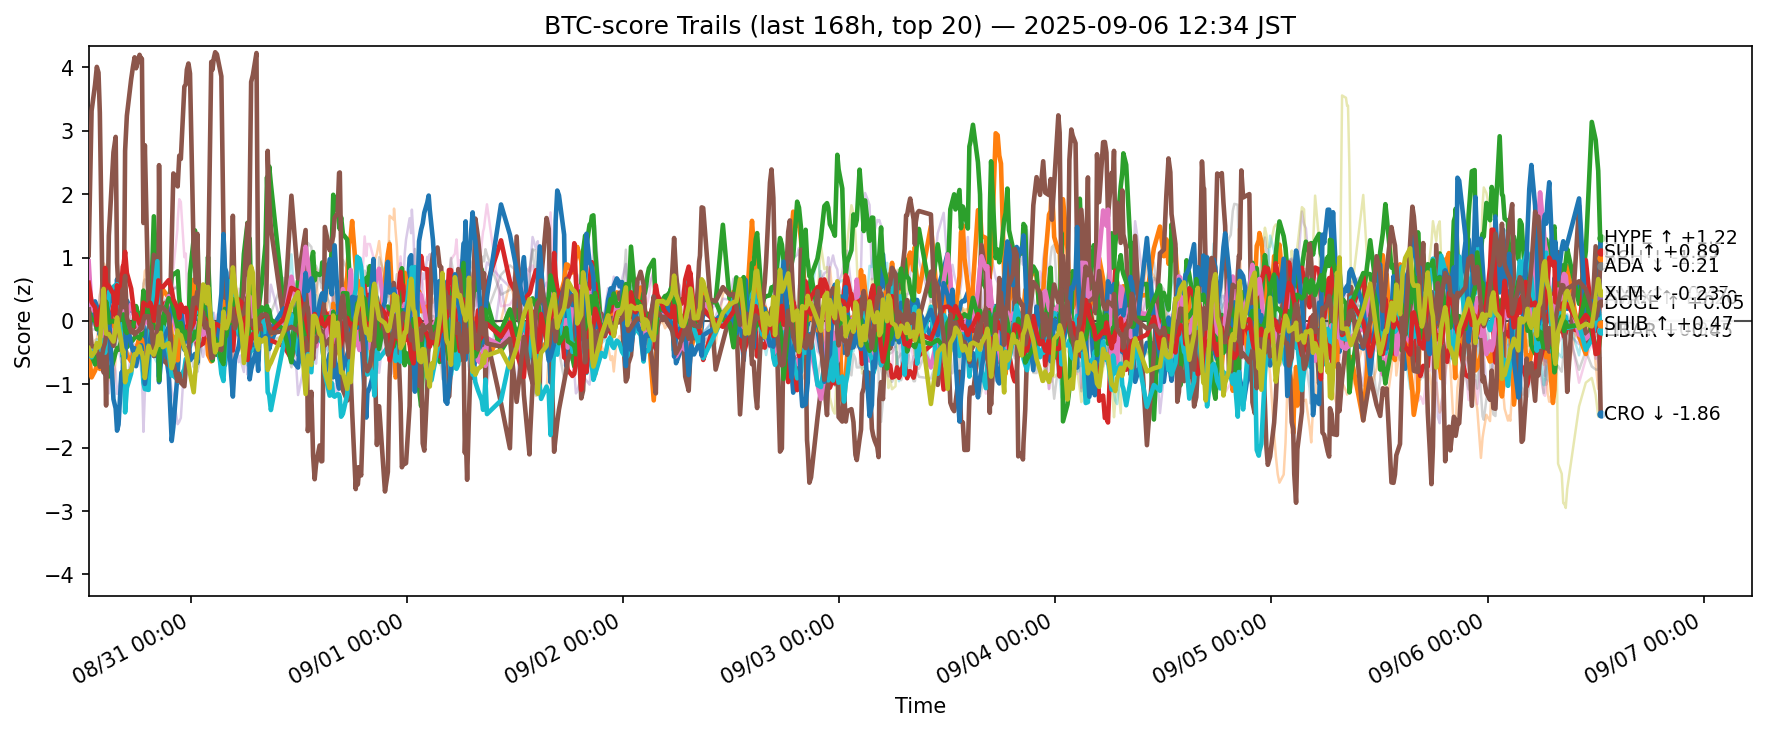 BTC-score Trails (last 168h, top 20) — 2025-09-06 12:34 JST
Score (z)
4
3
2
1
0
−1
−2
−3
−4
HYPE ↑ +1.22
SUI ↑ +0.89
ADA ↓ -0.21
XLM ↓ -0.23
DOGE ↑ +0.05
SHIB ↑ +0.47
HBAR ↓
CRO ↓ -1.86
08/31 00:00
09/01 00:00
09/02 00:00
09/03 00:00
09/04 00:00
09/05 00:00
09/06 00:00
09/07 00:00
Time